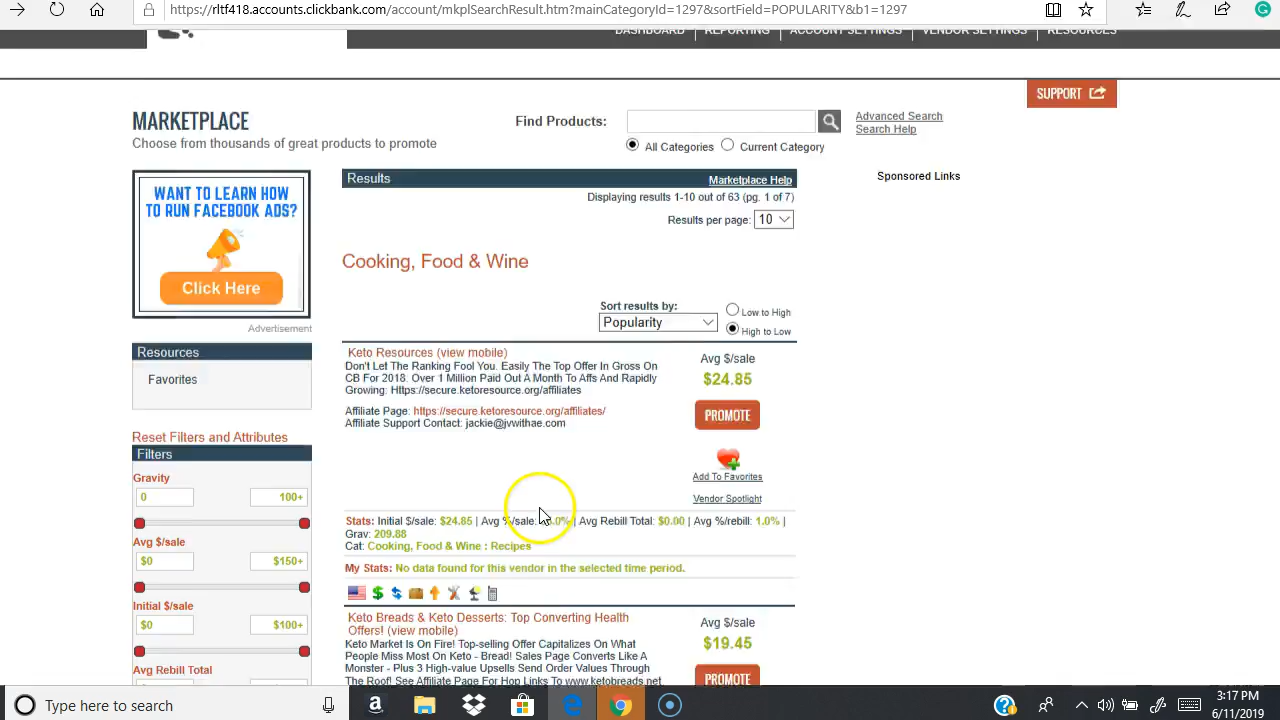 https://rltf418.accounts.clickbank.com/account/mkplSearchResult.htm?mainCategoryId=1297&sortField=POPULARITY&b1=1297
DASHBOARD REPORTING ACCOUNT SETTINGS VENDOR SETTINGS RESOURCES
SUPPORT
MARKETPLACE
Choose from thousands of great products to promote
Find Products:
Advanced Search
Search Help
All Categories Current Category
WANT TO LEARN HOW
TO RUN FACEBOOK ADS?
Click Here
Advertisement
Resources
Favorites
Reset Filters and Attributes
Filters
Gravity
0 100+
Avg $/sale
$0 $150+
Initial $/sale
$0 $100+
Avg Rebill Total
Results Marketplace Help
Displaying results 1-10 out of 63 (pg. 1 of 7)
Results per page: 10
Sponsored Links
Cooking, Food & Wine
Sort results by:
Popularity
Low to High
High to Low
Keto Resources (view mobile)
Don't Let The Ranking Fool You. Easily The Top Offer In Gross On
CB For 2018. Over 1 Million Paid Out A Month To Affs And Rapidly
Growing: Https://secure.ketoresource.org/affiliates
Affiliate Page: https://secure.ketoresource.org/affiliates/
Affiliate Support Contact: jackie@jvwithae.com
Avg $/sale
$24.85
PROMOTE
Add To Favorites
Vendor Spotlight
Stats: Initial $/sale: $24.85 | Avg %/sale: | Avg Rebill Total: $0.00 | Avg %/rebill: 1.0% |
Grav: 209.88
Cat: Cooking, Food & Wine : Recipes
My Stats: No data found for this vendor in the selected time period.
Keto Breads & Keto Desserts: Top Converting Health
Offers! (view mobile)
Keto Market Is On Fire! Top-selling Offer Capitalizes On What
People Miss Most On Keto - Bread! Sales Page Converts Like A
Monster - Plus 3 High-value Upsells Send Order Values Through
The Roof! See Affiliate Page For Hop Links To www.ketobreads.net
Avg $/sale
$19.45
PROMOTE
Type here to search
3:17 PM
6/11/2019